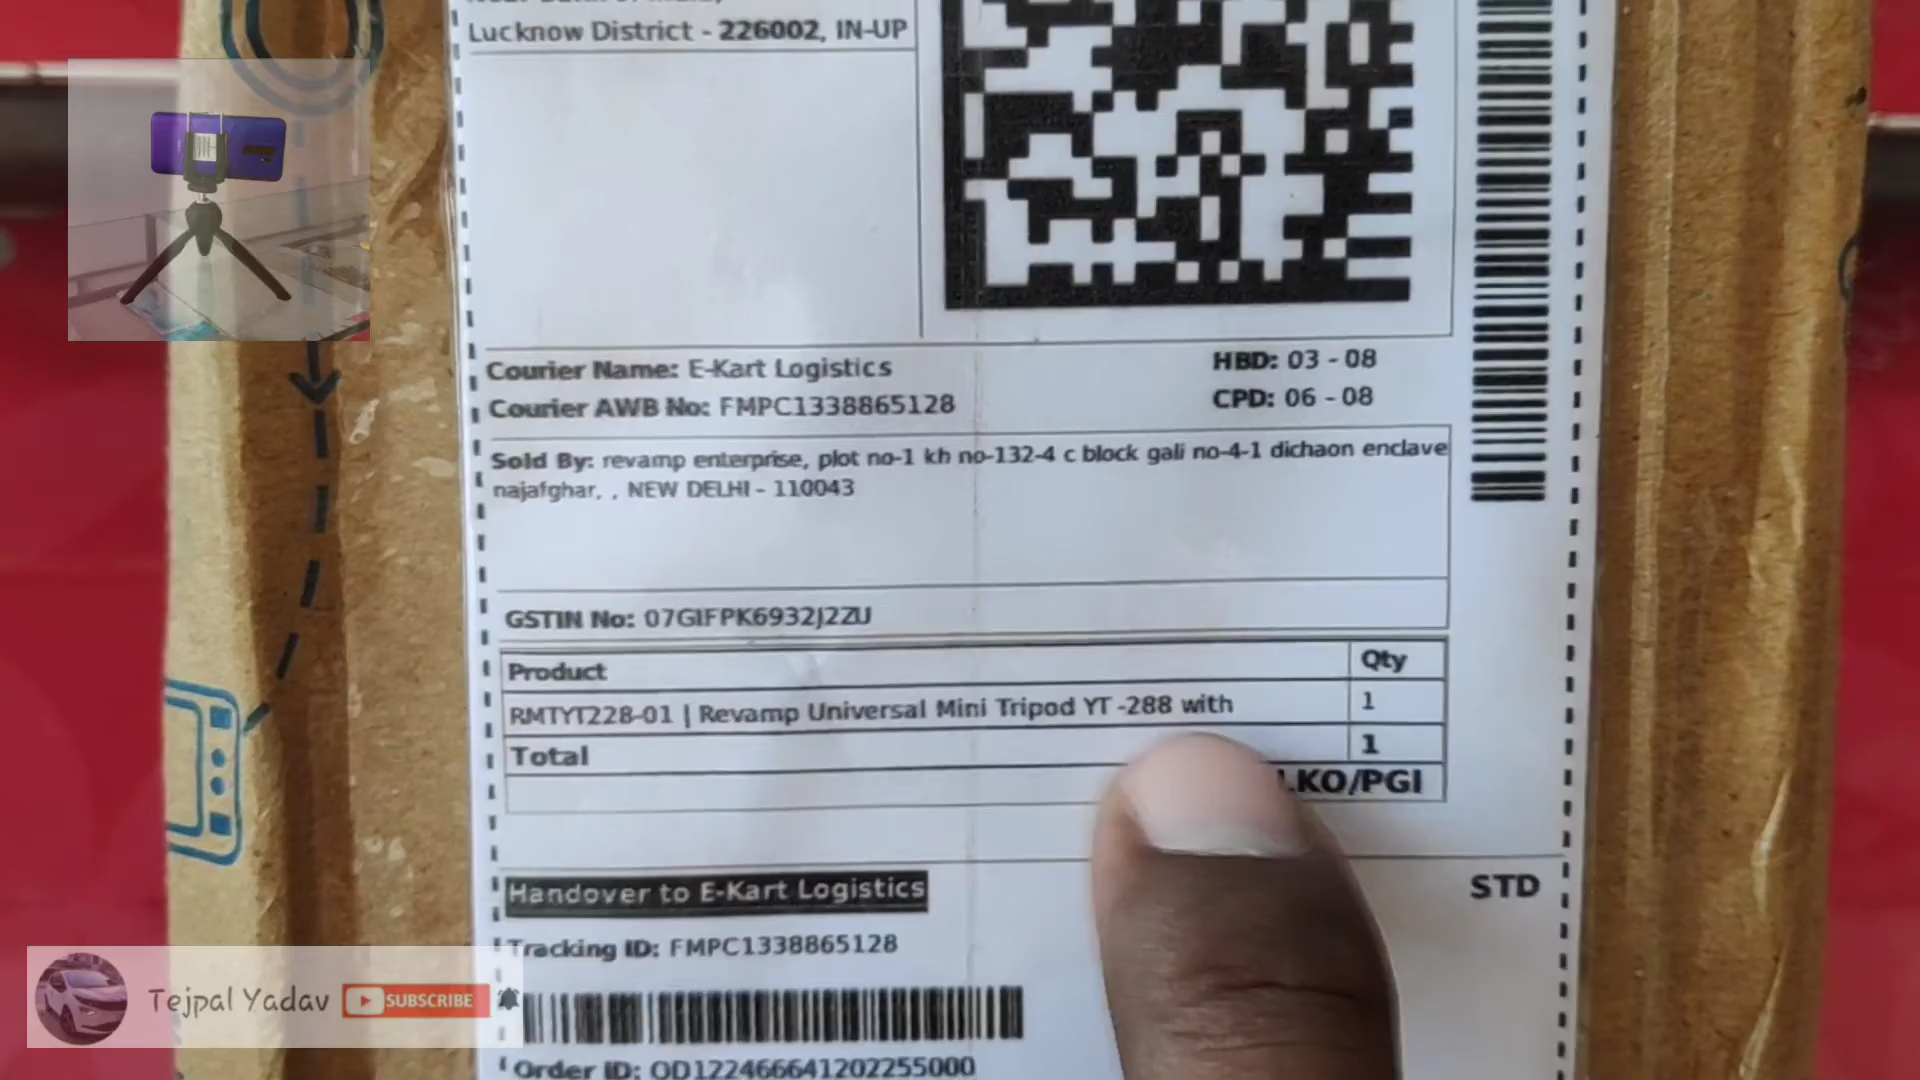 Lucknow District - 226002, IN-UP
Courier Name: E-Kart Logistics
HBD: 03 - 08
Courier AWB No: FMPC1338865128
CPD: 06 - 08
Sold By: revamp enterprise, plot no-1 kh no-132-4 c block gali no-4-1 dichaon enclave
najafghar, , NEW DELHI - 110043
GSTIN No: 07GIFPK6932J2ZU
Product Qty
RMTYT228-01 | Revamp Universal Mini Tripod YT -288 with 1
Total 1
KO/PGI
Handover to E-Kart Logistics
STD
Tracking ID: FMPC1338865128
Tejpal Yadav SUBSCRIBE
Order ID: OD122466641202255000